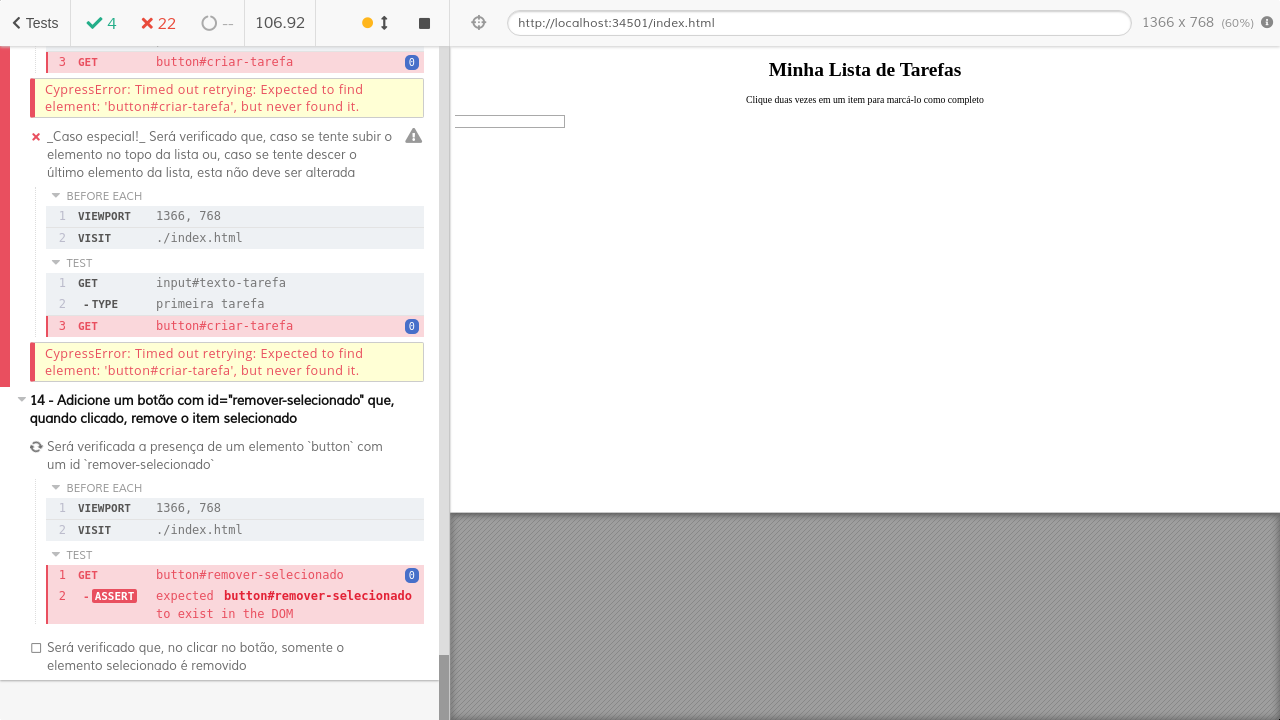 Tests 4 22 -- 106.92 http://localhost:34501/index.html 1366 x 768 (60%)
3 GET button#criar-tarefa 0
CypressError: Timed out retrying: Expected to find
element: 'button#criar-tarefa', but never found it.
_Caso especial!_ Será verificado que, caso se tente subir o
elemento no topo da lista ou, caso se tente descer o
último elemento da lista, esta não deve ser alterada
BEFORE EACH
1 VIEWPORT 1366, 768
2 VISIT ./index.html
TEST
1 GET input#texto-tarefa
2 -TYPE primeira tarefa
3 GET button#criar-tarefa 0
CypressError: Timed out retrying: Expected to find
element: 'button#criar-tarefa', but never found it.
14 - Adicione um botão com id="remover-selecionado" que,
quando clicado, remove o item selecionado
Será verificada a presença de um elemento `button` com
um id `remover-selecionado`
BEFORE EACH
1 VIEWPORT 1366, 768
2 VISIT ./index.html
TEST
1 GET button#remover-selecionado 0
2 -ASSERT expected button#remover-selecionado
to exist in the DOM
Será verificado que, no clicar no botão, somente o
elemento selecionado é removido
Minha Lista de Tarefas
Clique duas vezes em um item para marcá-lo como completo